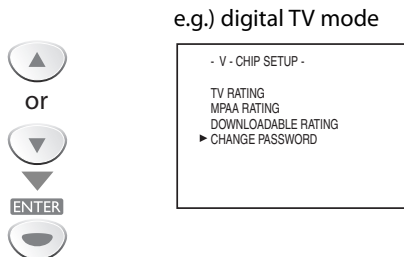 e.g.) digital TV mode
or
ENTER
- V - CHIP SETUP -
TV RATING
MPAA RATING
DOWNLOADABLE RATING
CHANGE PASSWORD